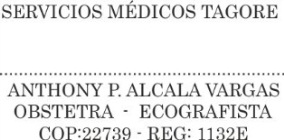 SERVICIOS MÉDICOS TAGORE
ANTHONY P. ALCALA VARGAS
OBSTETRA - ECOGRAFISTA
COP:22739 - REG: 1132E